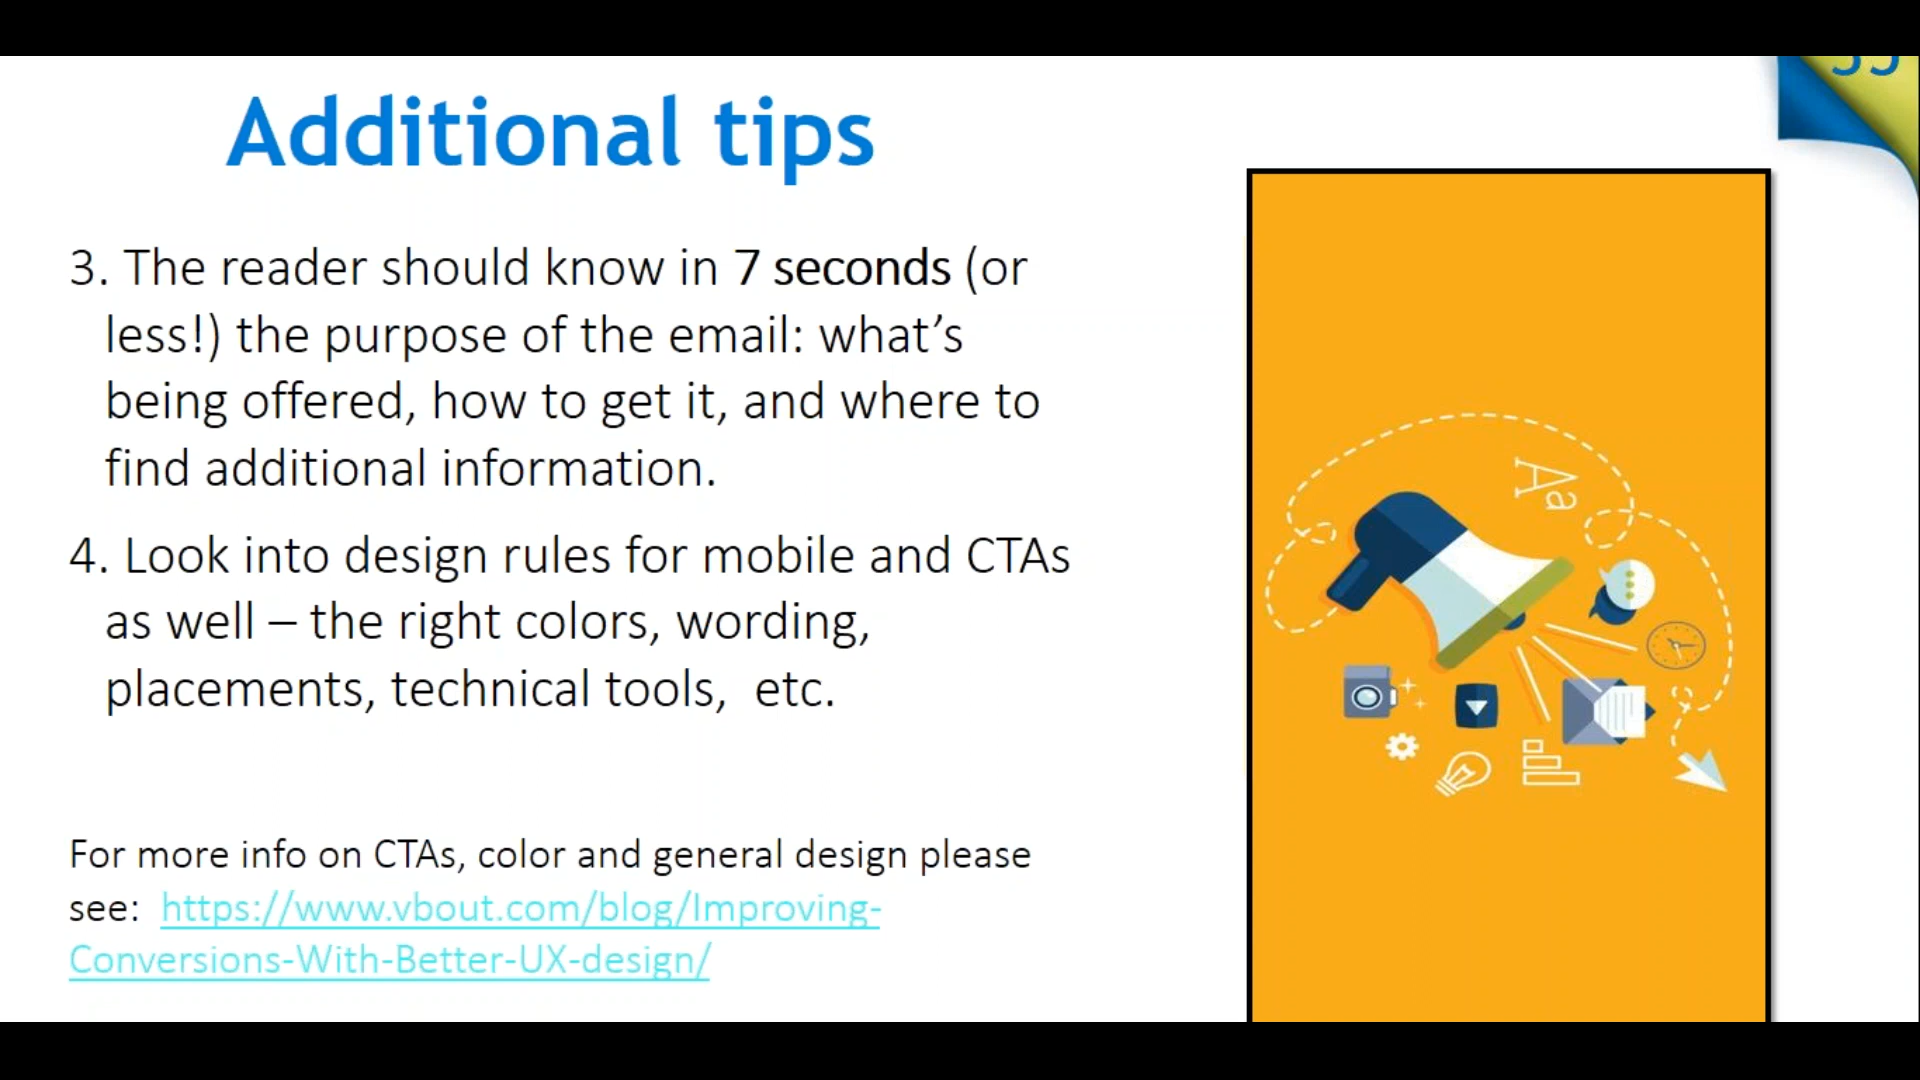 Additional tips
3. The reader should know in 7 seconds (or
less!) the purpose of the email: what’s
being offered, how to get it, and where to
find additional information.
4. Look into design rules for mobile and CTAs
as well – the right colors, wording,
placements, technical tools,  etc.
For more info on CTAs, color and general design please
see:  https://www.vbout.com/blog/Improving-
Conversions-With-Better-UX-design/
Aa